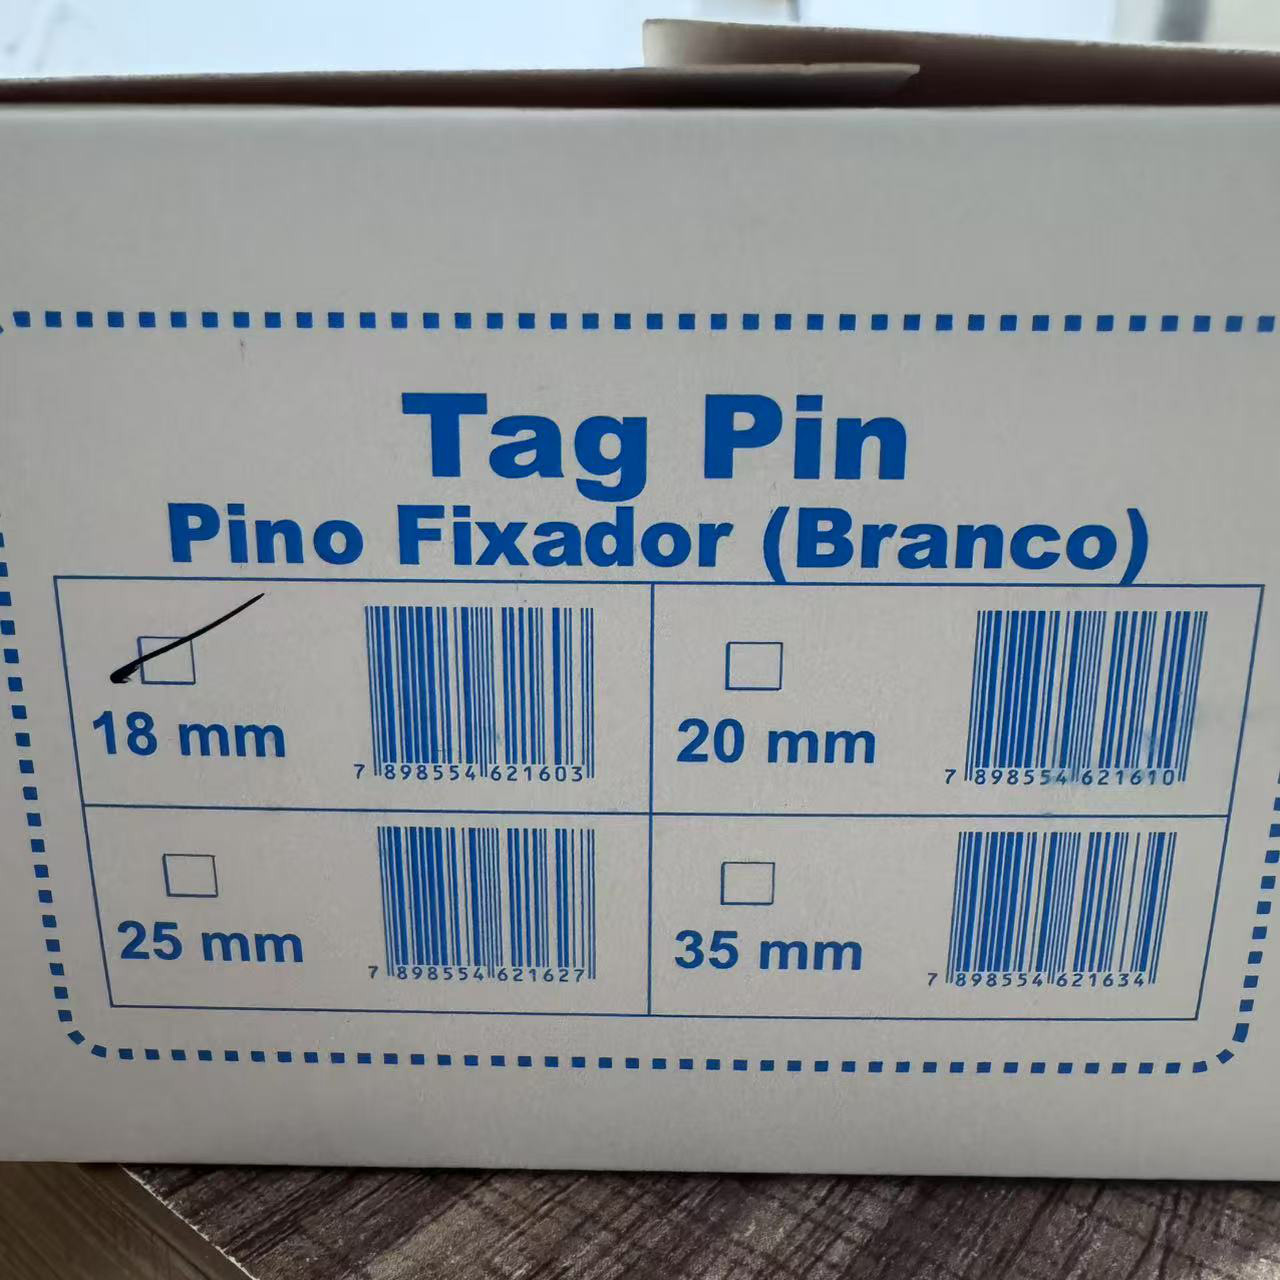 Tag Pin
Pino Fixador (Branco)
18 mm
7 898554 621603
20 mm
7 898554 621610
25 mm
7 898554 621627
35 mm
7 898554 621634